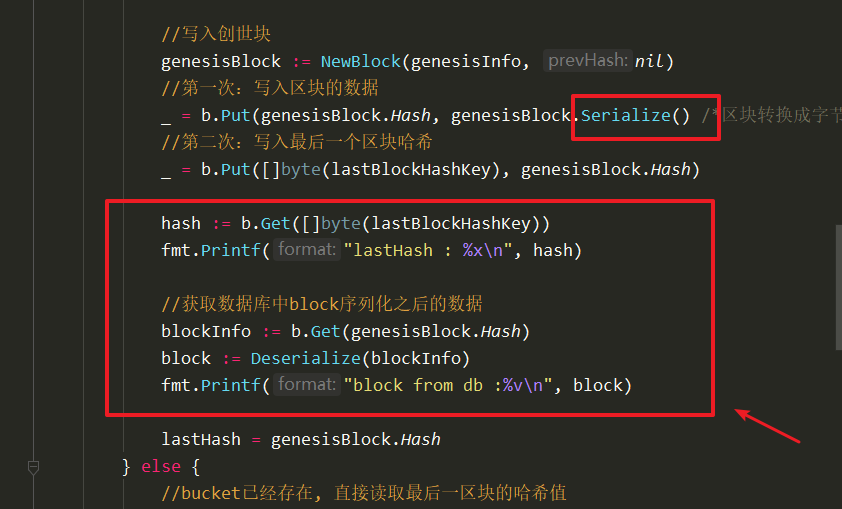 //写入创世块
genesisBlock := NewBlock(genesisInfo, prevHash: nil)
//第一次：写入区块的数据
_ = b.Put(genesisBlock.Hash, genesisBlock.Serialize() /*区块转换成字节
//第二次：写入最后一个区块哈希
_ = b.Put([]byte(lastBlockHashKey), genesisBlock.Hash)
hash := b.Get([]byte(lastBlockHashKey))
fmt.Printf( format: "lastHash : %x\n", hash)
//获取数据库中block序列化之后的数据
blockInfo := b.Get(genesisBlock.Hash)
block := Deserialize(blockInfo)
fmt.Printf( format: "block from db :%v\n", block)
lastHash = genesisBlock.Hash
} else {
//bucket已经存在, 直接读取最后一区块的哈希值